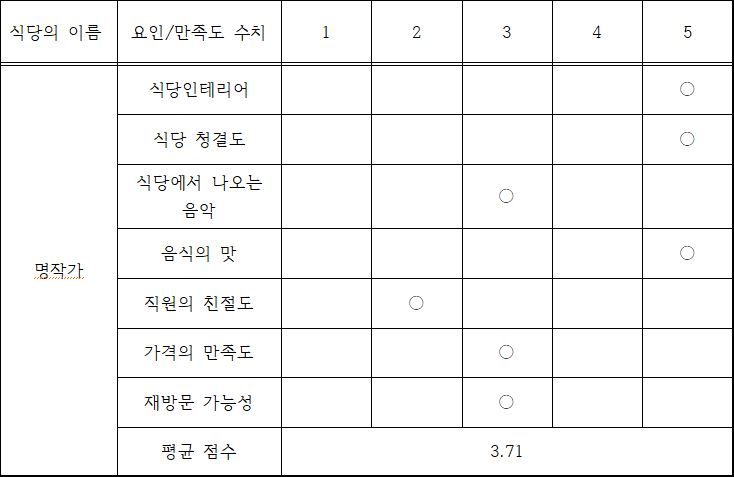 식당의 이름 요인/만족도 수치 1 2 3 4 5
식당인테리어 ○
식당 청결도 ○
식당에서 나오는
음악 ○
음식의 맛 ○
명작가
직원의 친절도 ○
가격의 만족도 ○
재방문 가능성 ○
평균 점수 3.71